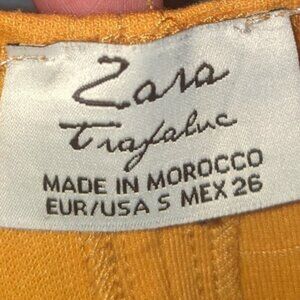 Zara
Trafaluc
MADE IN MOROCCO
EUR/USA S MEX 26